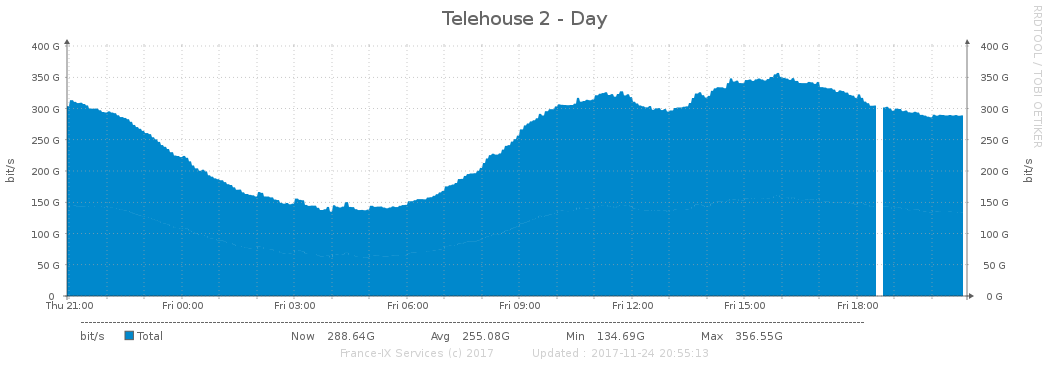 Telehouse 2 - Day
RRDTOOL / TOBI OETIKER
400 G 400 G
350 G 350 G
300 G 300 G
250 G 250 G
200 G 200 G
150 G 150 G
100 G 100 G
50 G 50 G
0 0 G
bit/s bit/s
Thu 21:00 Fri 00:00 Fri 03:00 Fri 06:00 Fri 09:00 Fri 12:00 Fri 15:00 Fri 18:00
bit/s Total Now 288.64G Avg 255.08G Min 134.69G Max 356.55G
France-IX Services (c) 2017 Updated : 2017-11-24 20:55:13